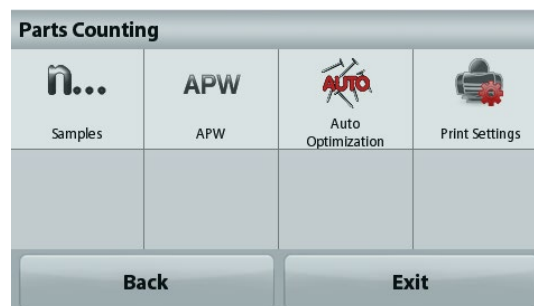 Parts Counting
n...
APW
AUTO
Samples
APW
Auto
Optimization
Print Settings
Back
Exit